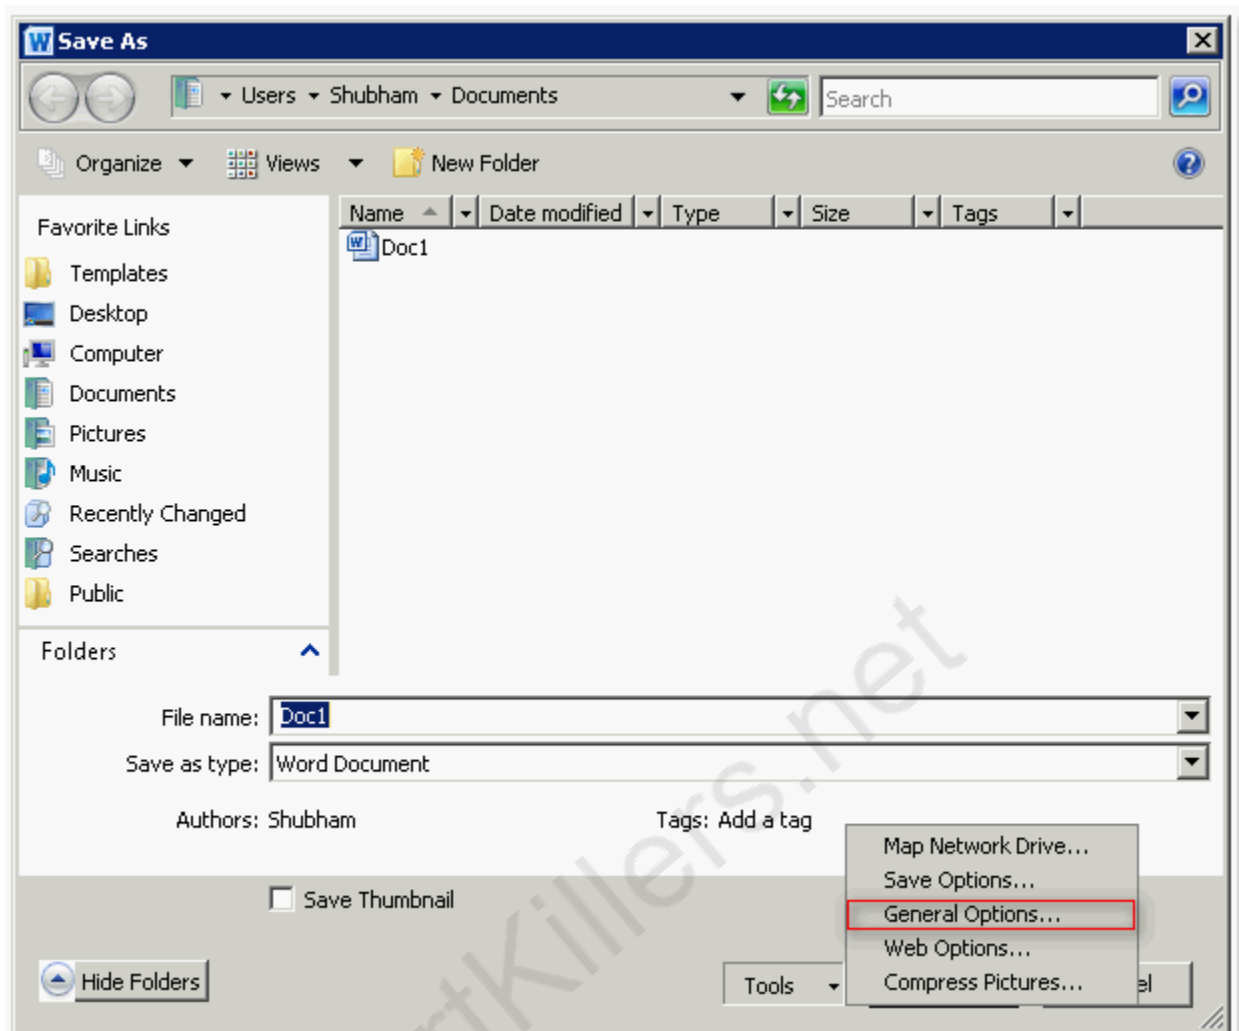 Save As
Users Shubham Documents
Search
Organize Views New Folder
Favorite Links
Name Date modified Type Size Tags
Doc1
Templates
Desktop
Computer
Documents
Pictures
Music
Recently Changed
Searches
Public
Folders
File name: Doc1
Save as type: Word Document
Authors: Shubham Tags: Add a tag
Save Thumbnail
Map Network Drive...
Save Options...
General Options...
Web Options...
Compress Pictures...
Hide Folders
Tools
el
rtKillers.net